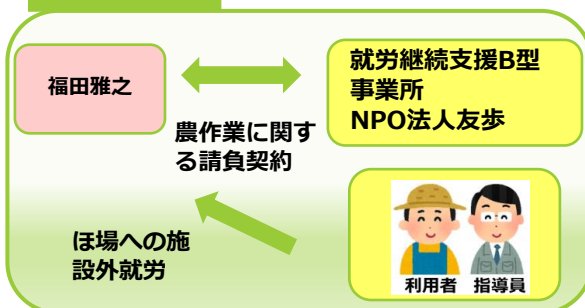 福田雅之
就労継続支援B型
事業所
NPO法人友歩
農作業に関す
る請負契約
ほ場への施
設外就労
利用者 指導員